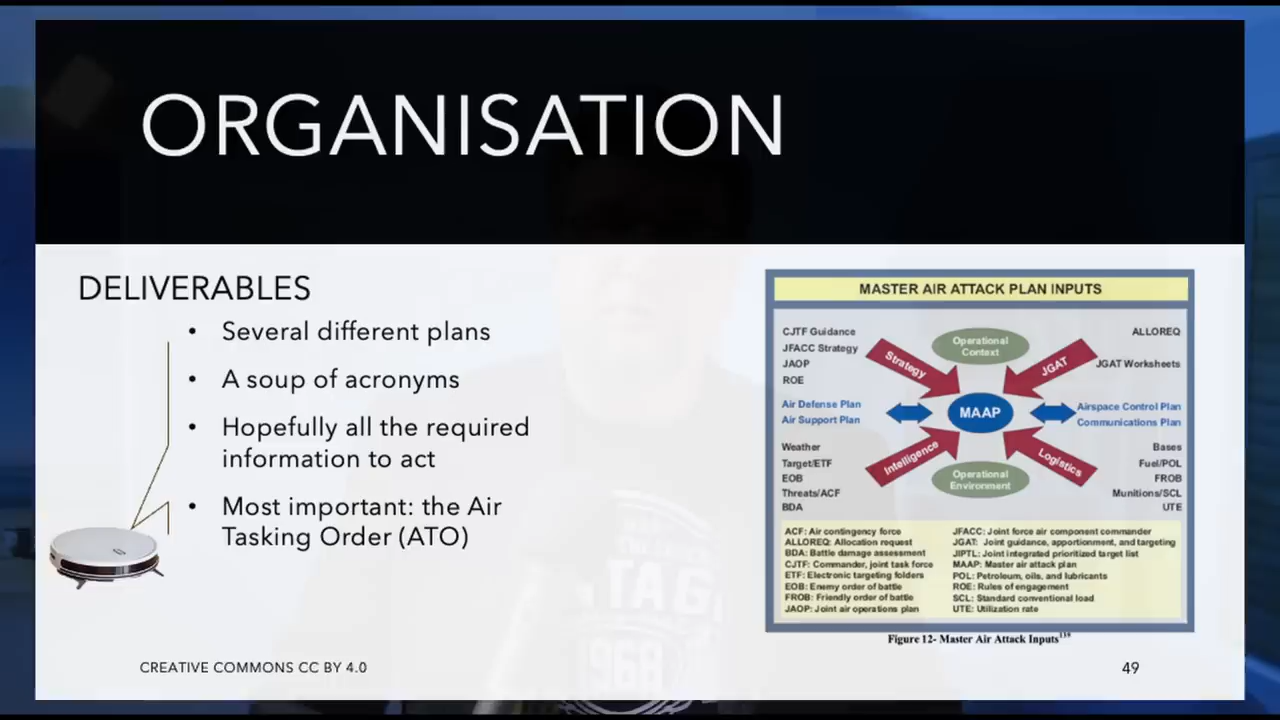 ORGANISATION
DELIVERABLES
• Several different plans
• A soup of acronyms
• Hopefully all the required
information to act
• Most important: the Air
Tasking Order (ATO)
MASTER AIR ATTACK PLAN INPUTS
CJTF Guidance
JFACC Strategy
JAOP
ROE
Strategy
Operational
Context
JGAT
ALLOREQ
JGAT Worksheets
Air Defense Plan
Air Support Plan
MAAP
Airspace Control Plan
Communications Plan
Weather
Target/ETF
EOB
Threats/ACF
BDA
Intelligence
Operational
Environment
Logistics
Bases
Fuel/POL
FROB
Munitions/SCL
UTE
ACF: Air contingency force
ALLOREQ: Allocation request
BDA: Battle damage assessment
CJTF: Commander, joint task force
ETF: Electronic targeting folders
EOB: Enemy order of battle
FROB: Friendly order of battle
JAOP: Joint air operations plan
JFACC: Joint force air component commander
JGAT: Joint guidance, apportionment, and targeting
JIPTL: Joint integrated prioritized target list
MAAP: Master air attack plan
POL: Petroleum, oils, and lubricants
ROE: Rules of engagement
SCL: Standard conventional load
UTE: Utilization rate
Figure 12- Master Air Attack Inputs139
CREATIVE COMMONS CC BY 4.0
49